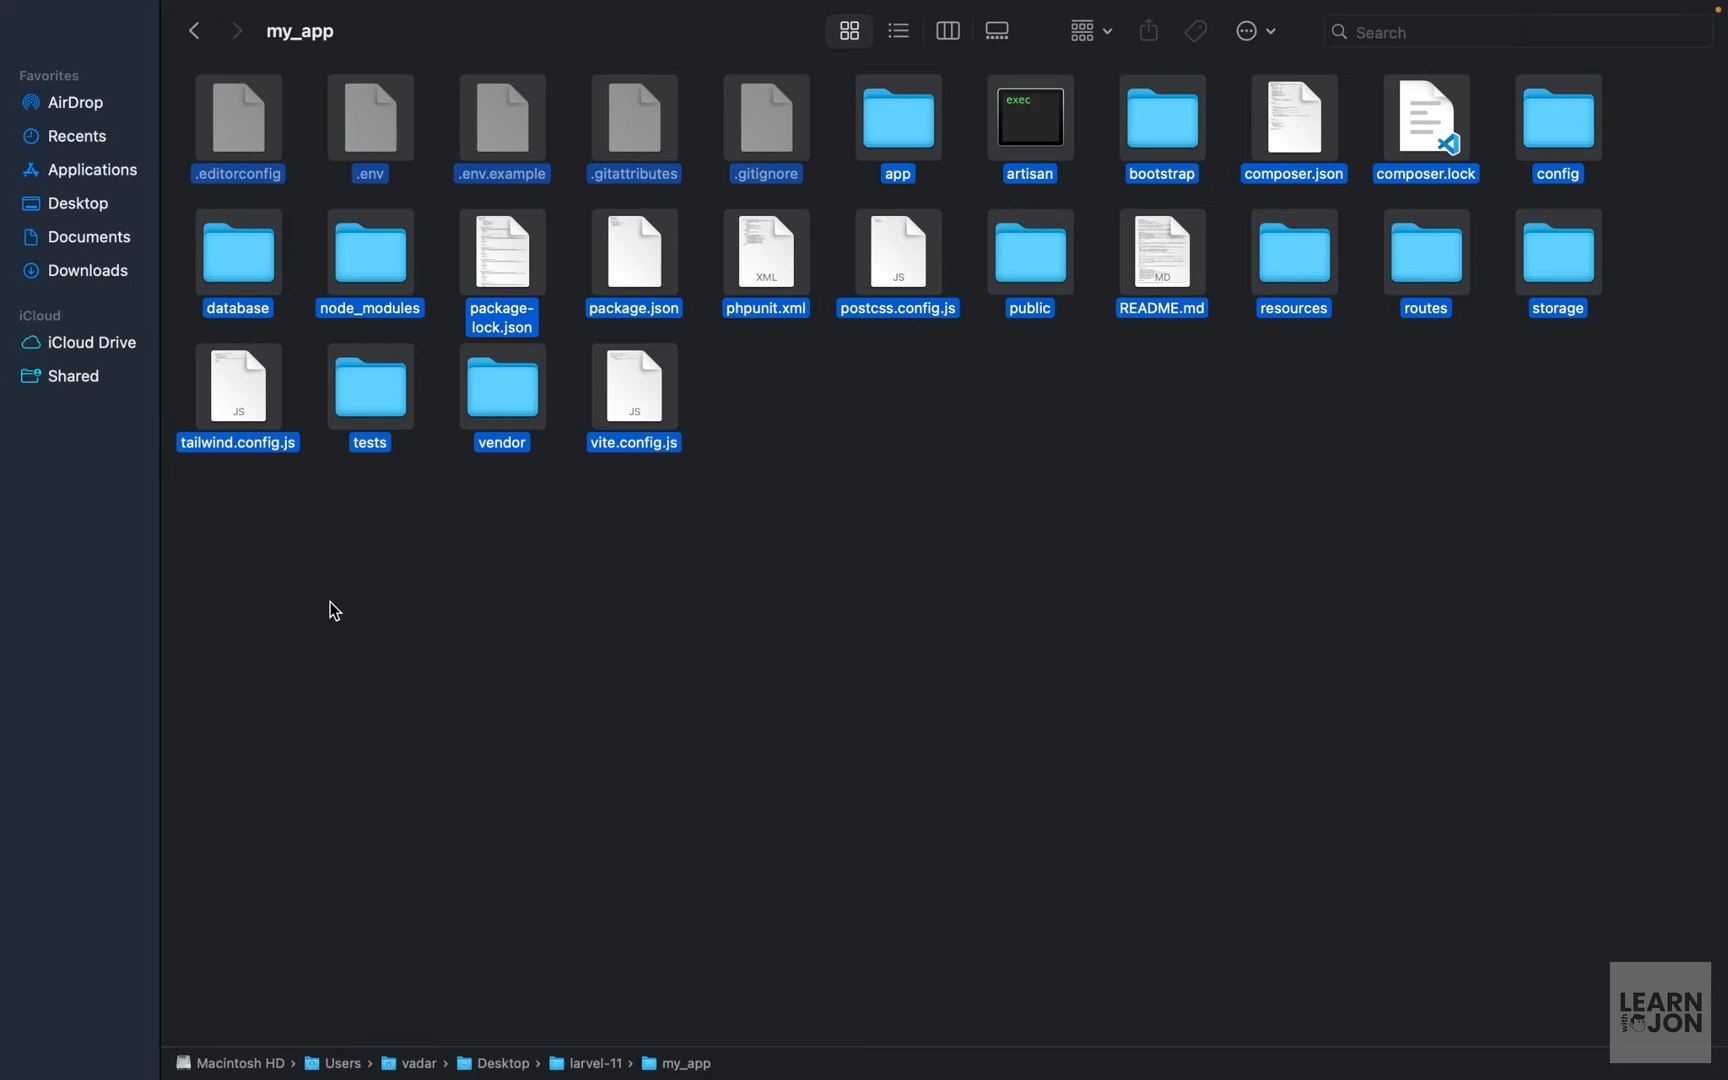 my_app
Search
Favorites
AirDrop
Recents
Applications
Desktop
Documents
Downloads
iCloud
iCloud Drive
Shared
exec
.editorconfig
.env
.env.example
.gitattributes
.gitignore
app
artisan
bootstrap
composer.json
composer.lock
config
XML
JS
MD
database
node_modules
package-
lock.json
package.json
phpunit.xml
postcss.config.js
public
README.md
resources
routes
storage
JS
JS
tailwind.config.js
tests
vendor
vite.config.js
LEARN
with JON
Macintosh HD › Users › vadar › Desktop › larvel-11 › my_app